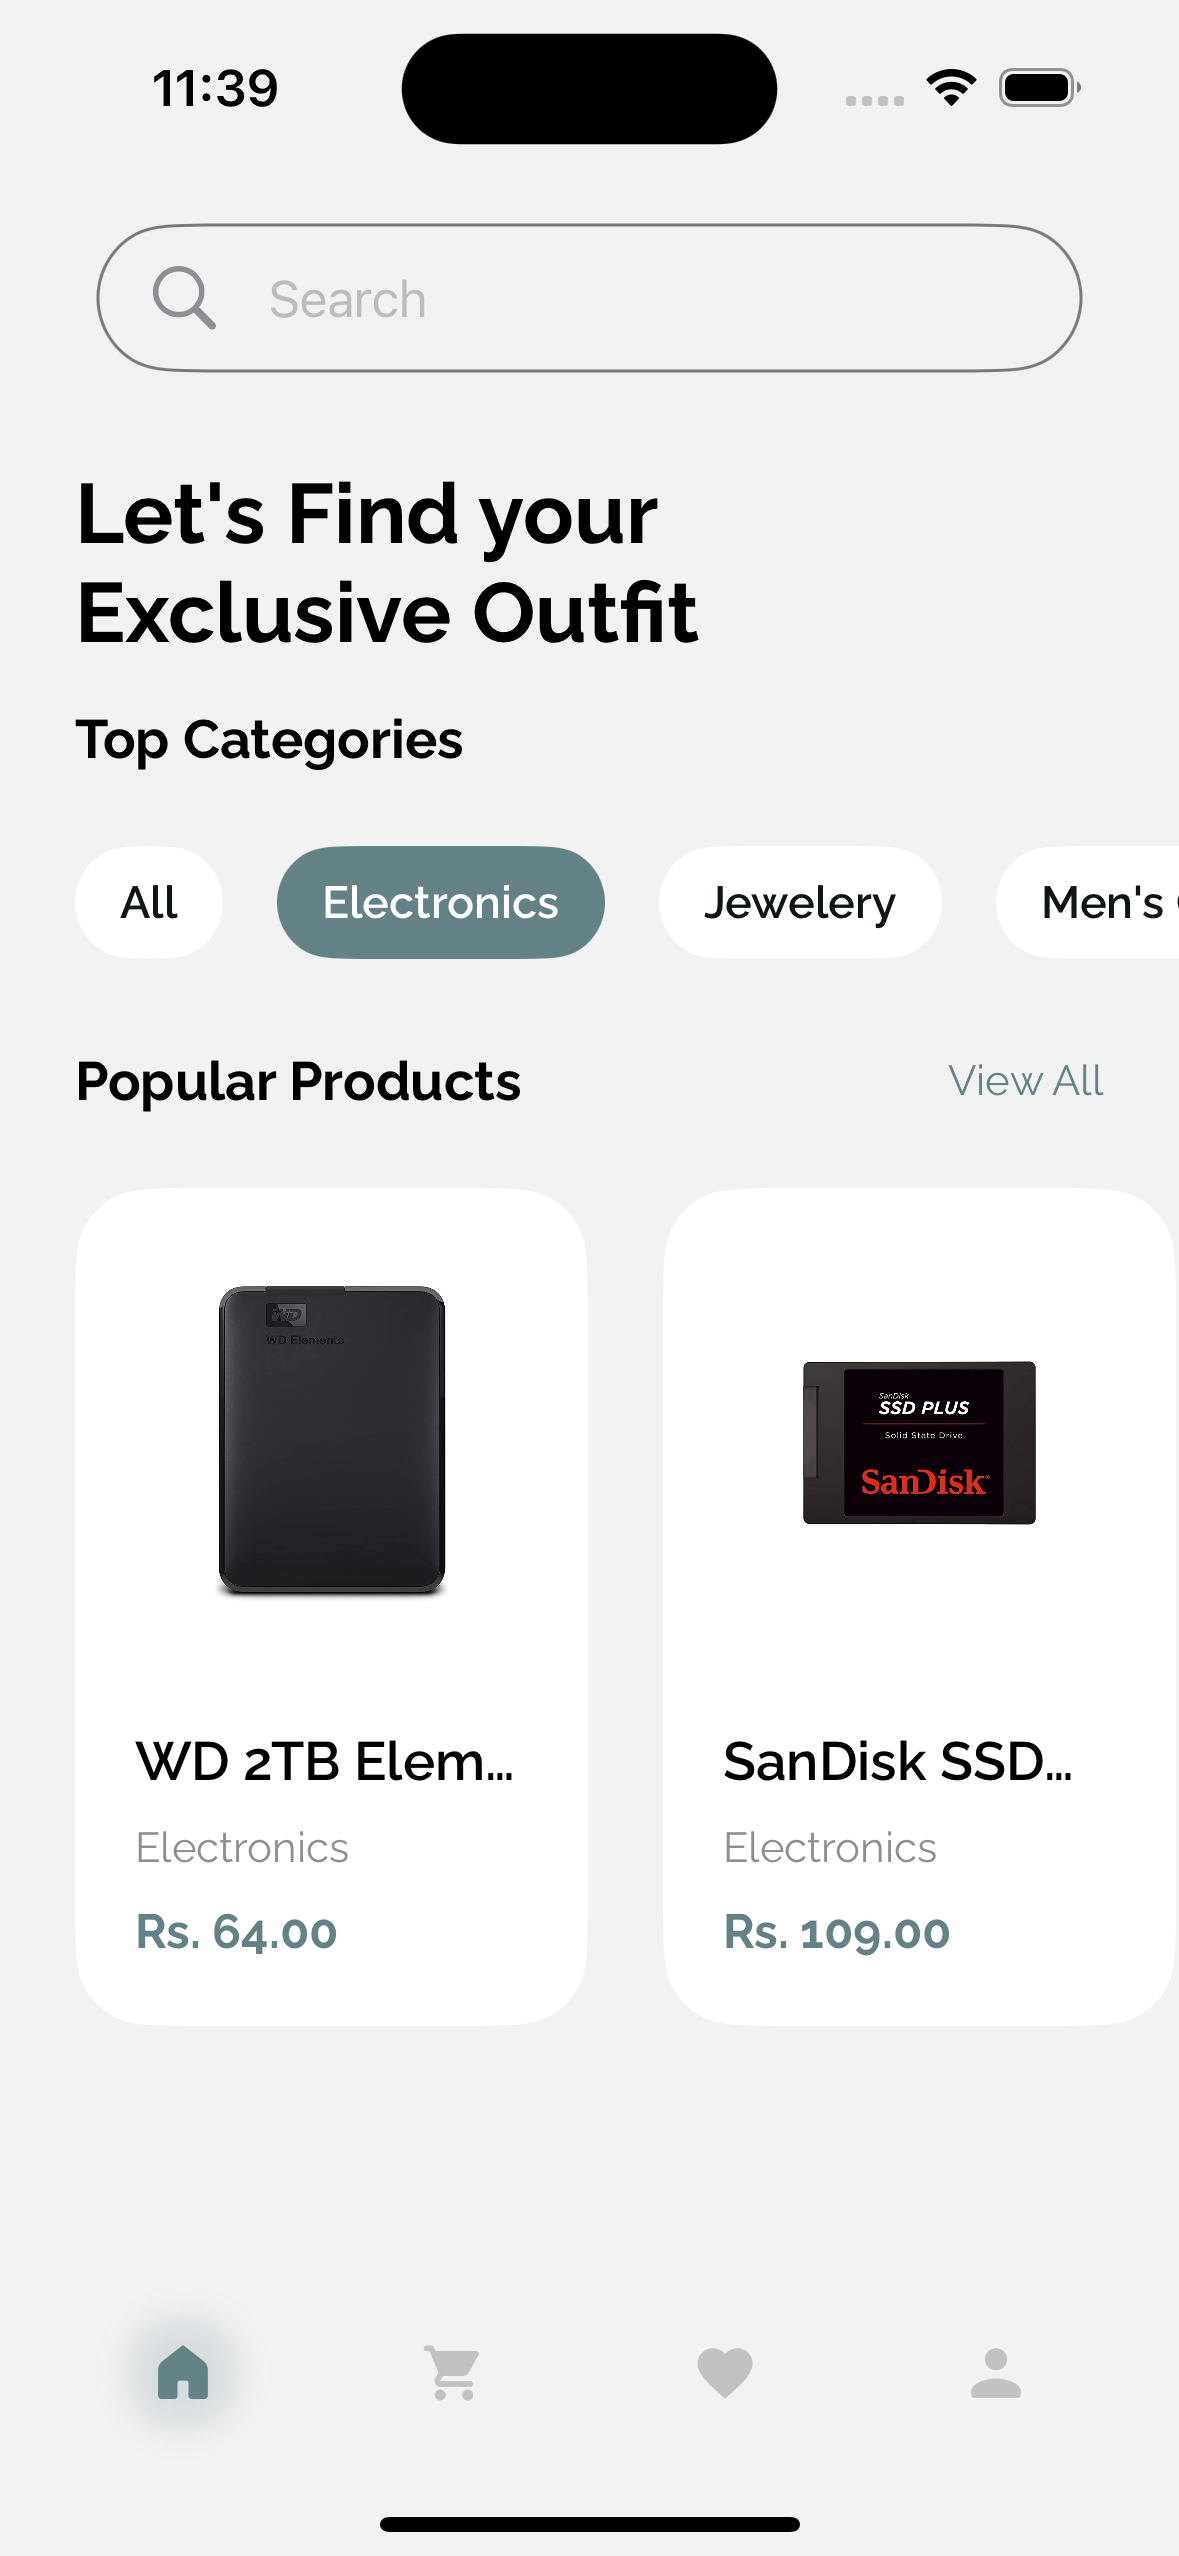 11:39
Search
Let's Find your
Exclusive Outfit
Top Categories
All Electronics Jewelery Men's
Popular Products View All
WD
WD Elements
SanDisk
SSD PLUS
Solid State Drive
SanDisk
WD 2TB Elem... SanDisk SSD...
Electronics Electronics
Rs. 64.00 Rs. 109.00